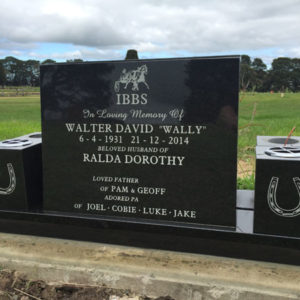 IBBS
In Loving Memory Of
WALTER DAVID "WALLY"
6 - 4 - 1931   21 - 12 - 2014
BELOVED HUSBAND OF
RALDA DOROTHY
LOVED FATHER
OF PAM & GEOFF
ADORED PA
OF JOEL · COBIE · LUKE · JAKE